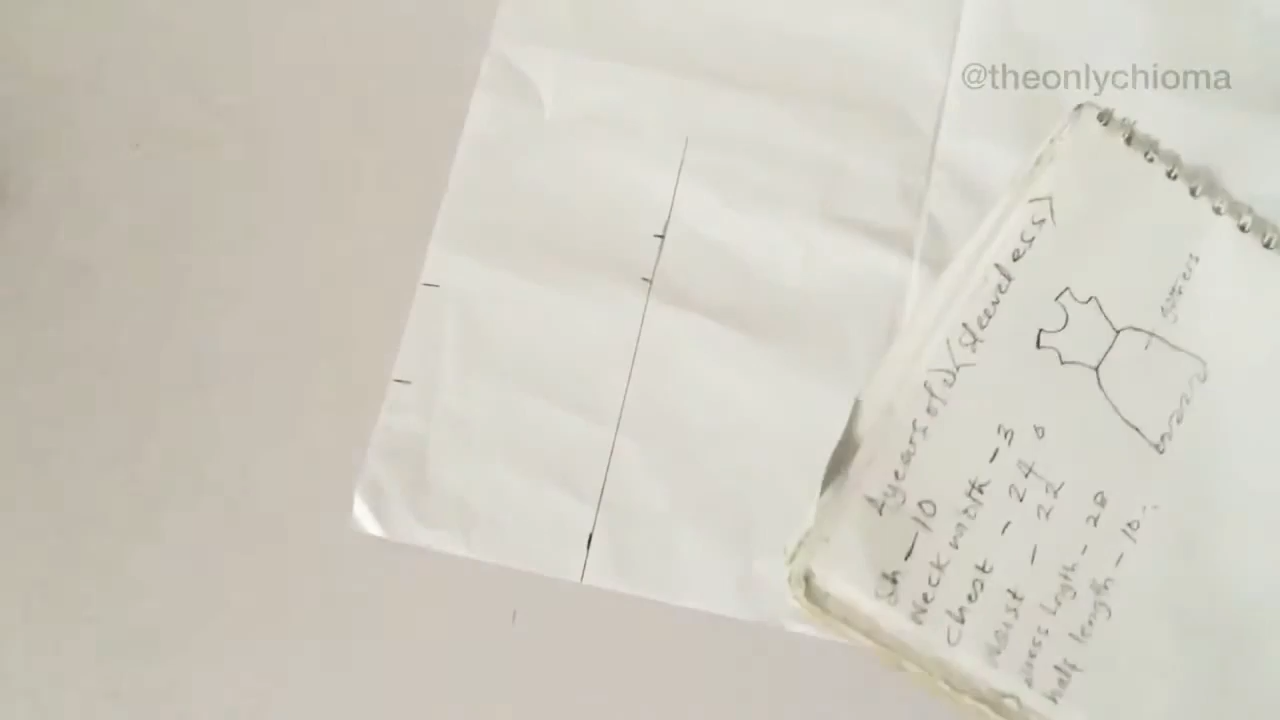 @theonlychioma
4years old (sleeveless)
Sh - 10
Neck width - 3
Chest - 24
waist - 22
Dress length - 20
half length - 10